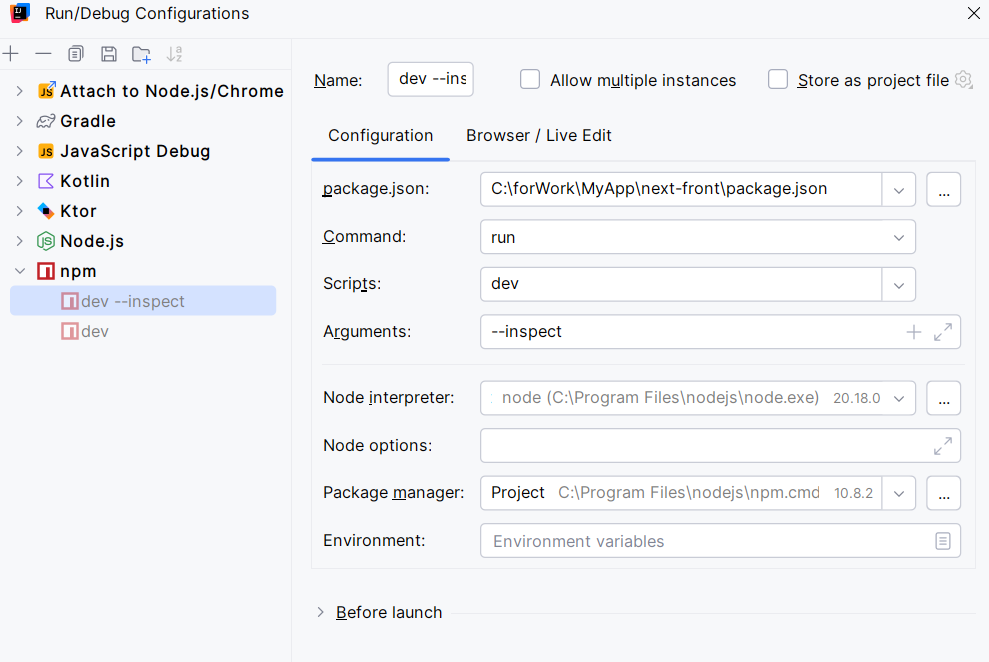 Run/Debug Configurations
Attach to Node.js/Chrome
Gradle
JavaScript Debug
Kotlin
Ktor
Node.js
npm
dev --inspect
dev
Name: dev --ins
Allow multiple instances
Store as project file
Configuration
Browser / Live Edit
package.json: C:\forWork\MyApp\next-front\package.json
...
Command: run
Scripts: dev
Arguments: --inspect
Node interpreter: node (C:\Program Files\nodejs\node.exe) 20.18.0
...
Node options:
Package manager: Project C:\Program Files\nodejs\npm.cmd 10.8.2
...
Environment: Environment variables
Before launch